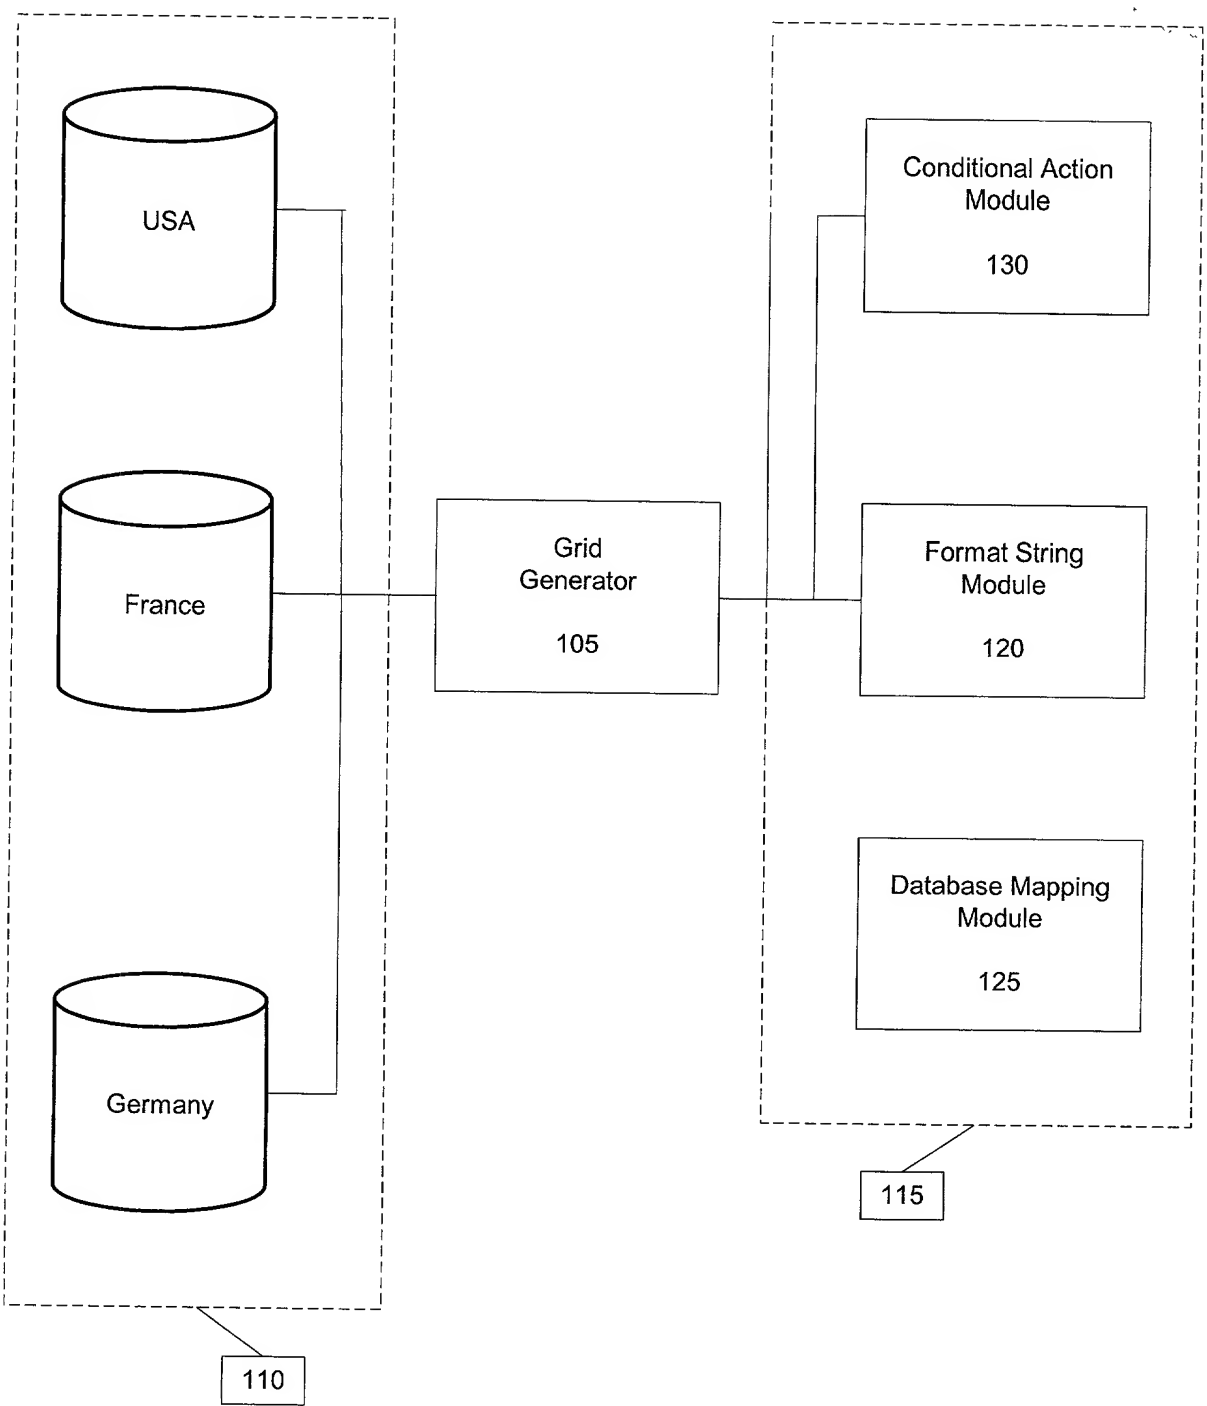 USA
France
Germany
110
Grid
Generator
105
Conditional Action
Module
130
Format String
Module
120
Database Mapping
Module
125
115